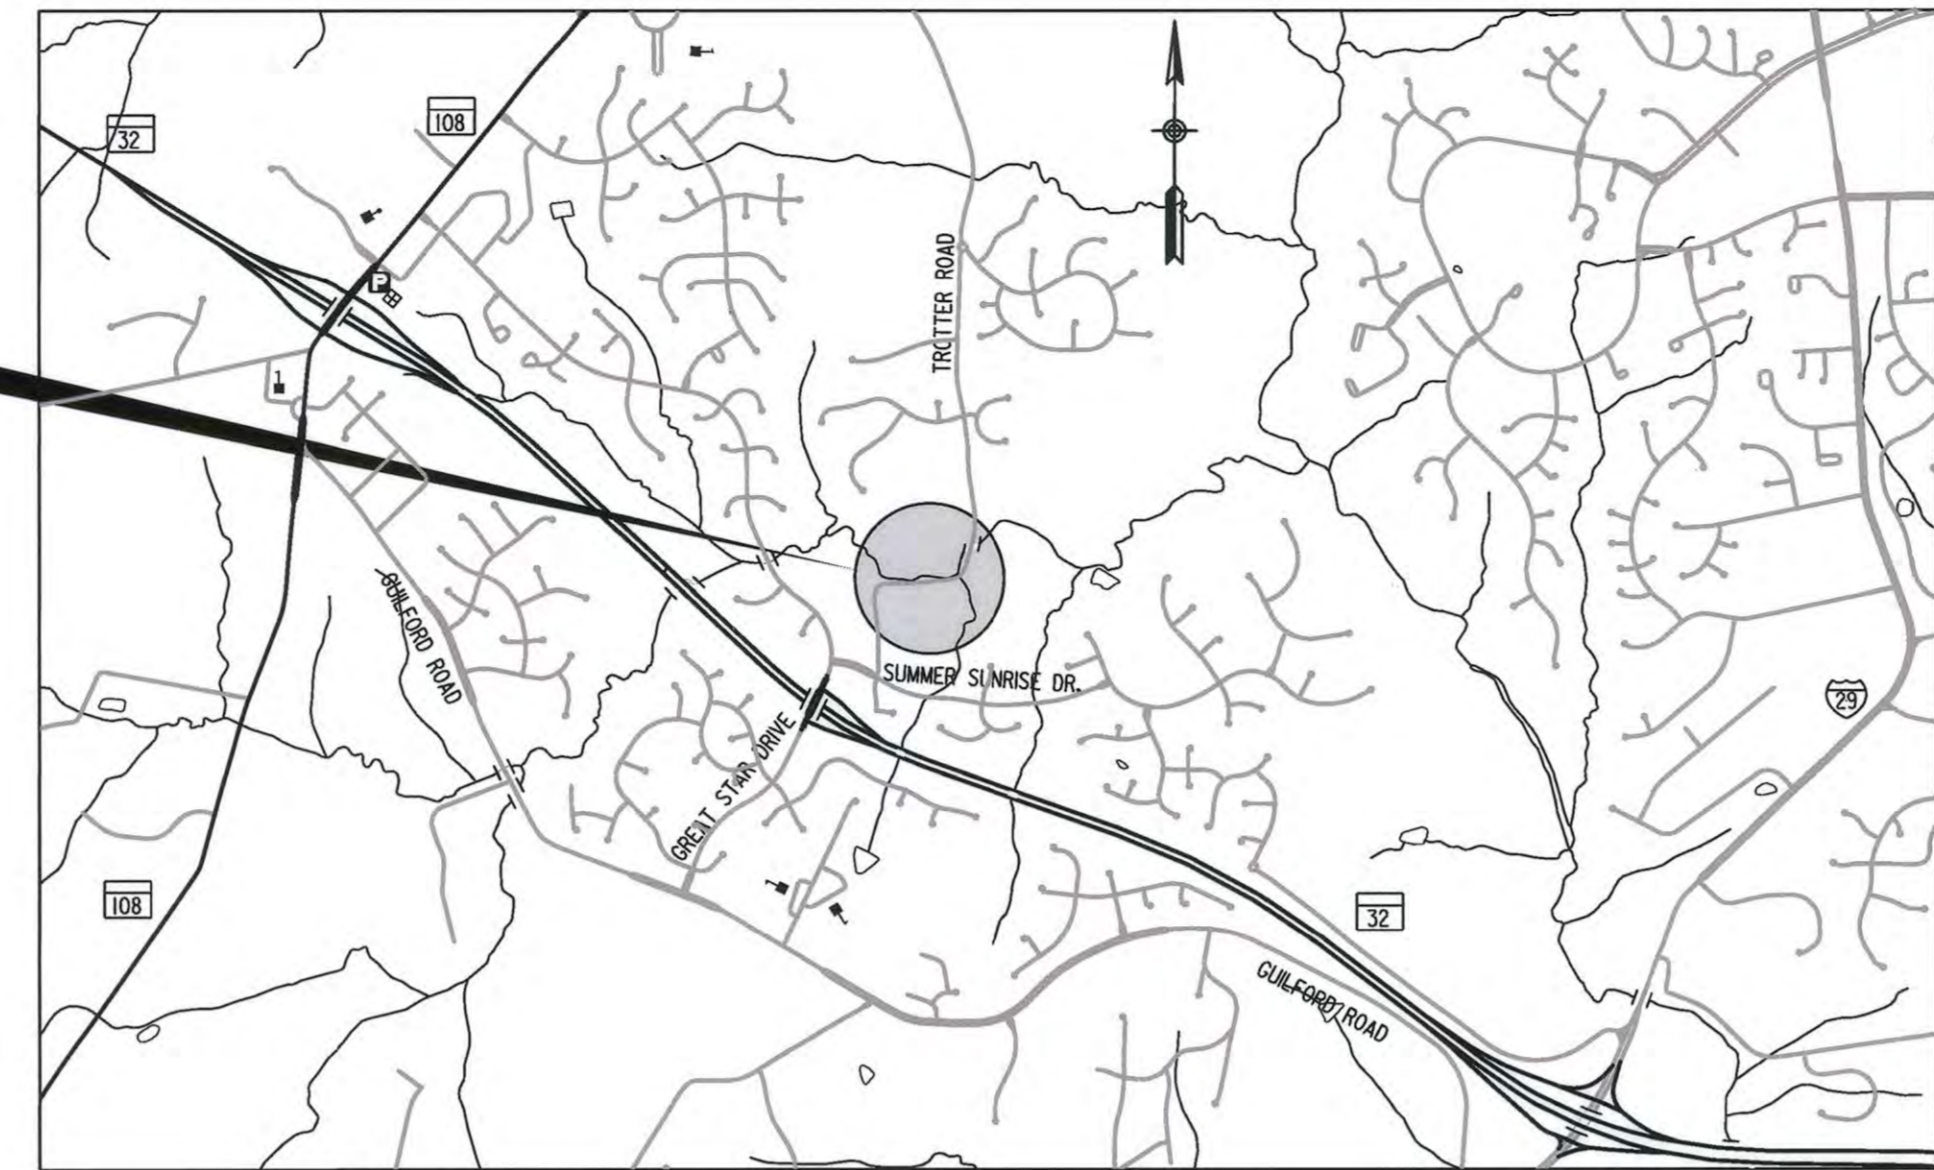 32
108
P
TROTTER ROAD
1
GUILFORD ROAD
SUMMER SUNRISE DR.
29
GREAT STAR DRIVE
108
32
GUILFORD ROAD